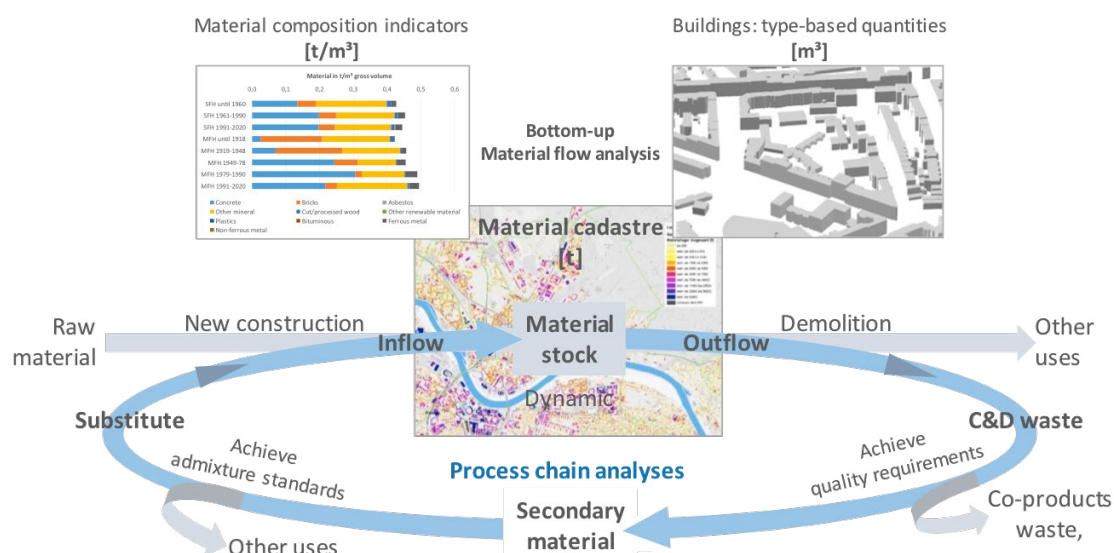 Material composition indicators
[t/m³]
Buildings: type-based quantities
[m³]
Material in t/m³ gross volume
0,0 0,1 0,2 0,3 0,4 0,5 0,6
SFH until 1960
SFH 1961-1990
SFH 1991-2020
MFH until 1918
MFH 1919-1948
MFH 1949-78
MFH 1979-1990
MFH 1991-2020
Concrete Bricks Asbestos
Other mineral Cut/processed wood Other renewable material
Plastics Bituminous Ferrous metal
Non-ferrous metal
Bottom-up
Material flow analysis
Material cadastre
[t]
Raw
material
New construction
Inflow
Material
stock
Outflow
Demolition
Other
uses
Dynamic
Substitute
C&D waste
Achieve
admixture standards
Achieve
quality requirements
Process chain analyses
Secondary
material
Co-products
waste,
Other uses